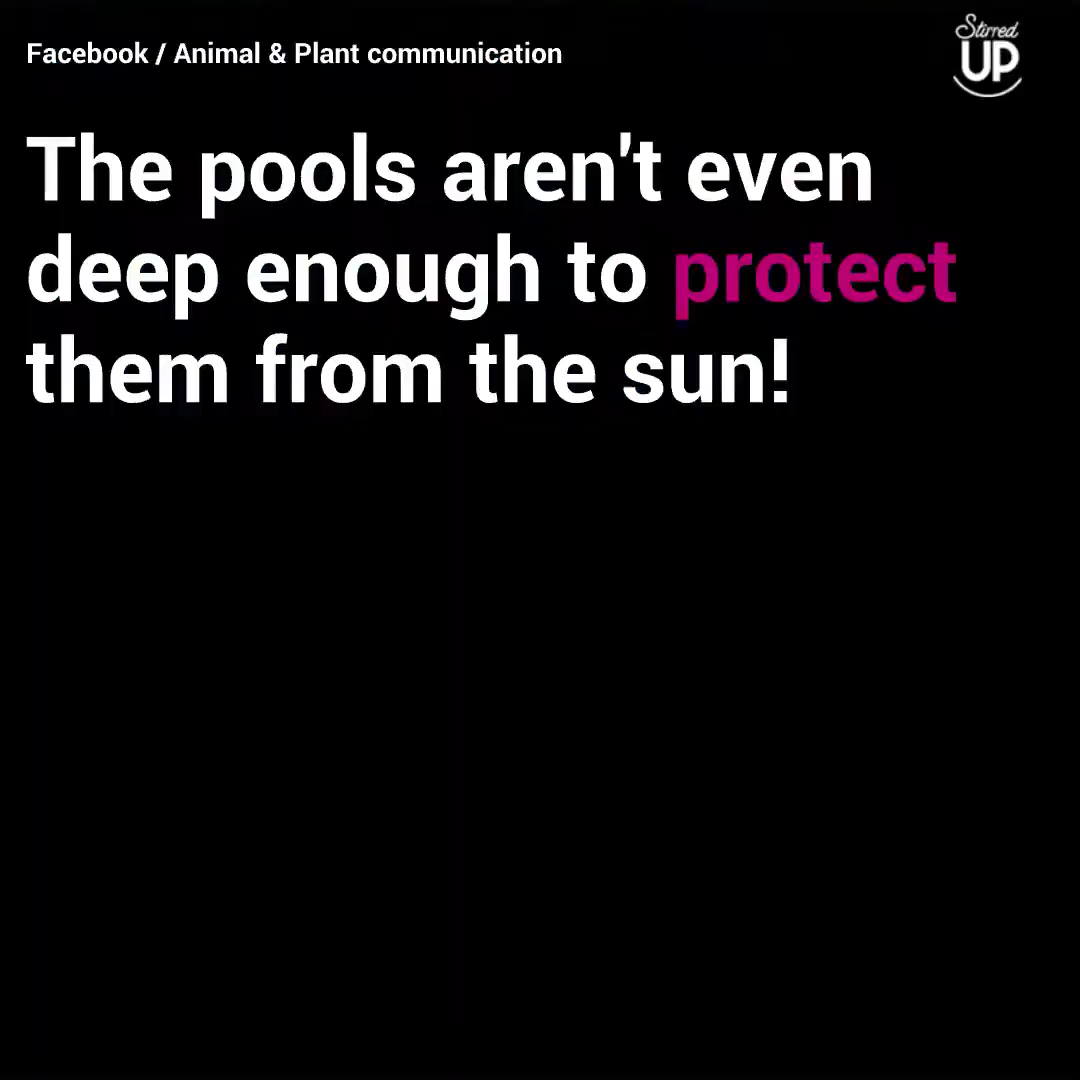 Facebook / Animal & Plant communication
Stirred
UP
The pools aren't even
deep enough to protect
them from the sun!